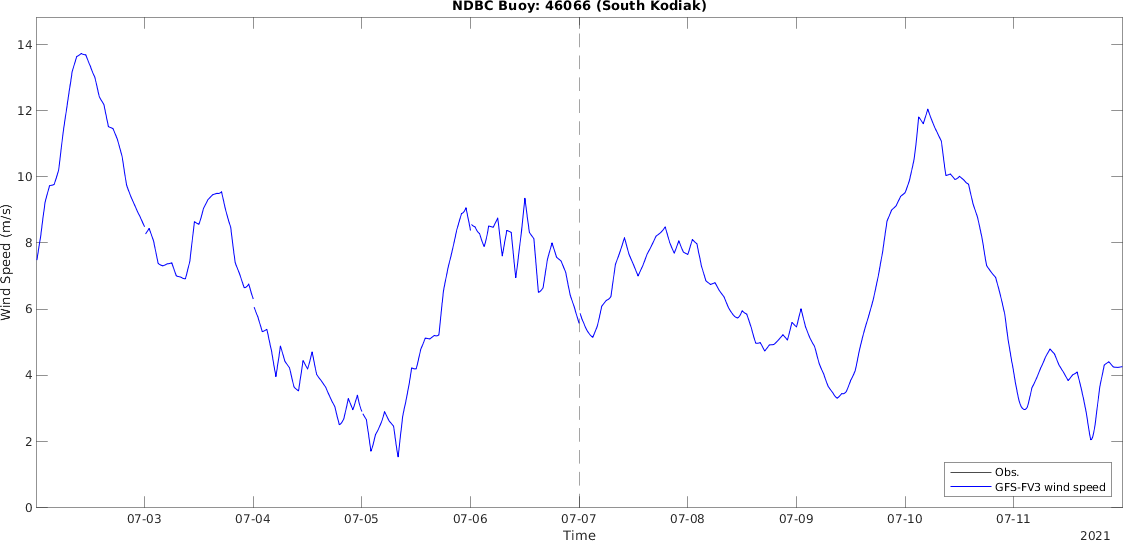 NDBC Buoy: 46066 (South Kodiak)
Wind Speed (m/s)
14
12
10
8
6
4
2
0
07-03 07-04 07-05 07-06 07-07 07-08 07-09 07-10 07-11
Time
2021
Obs.
GFS-FV3 wind speed